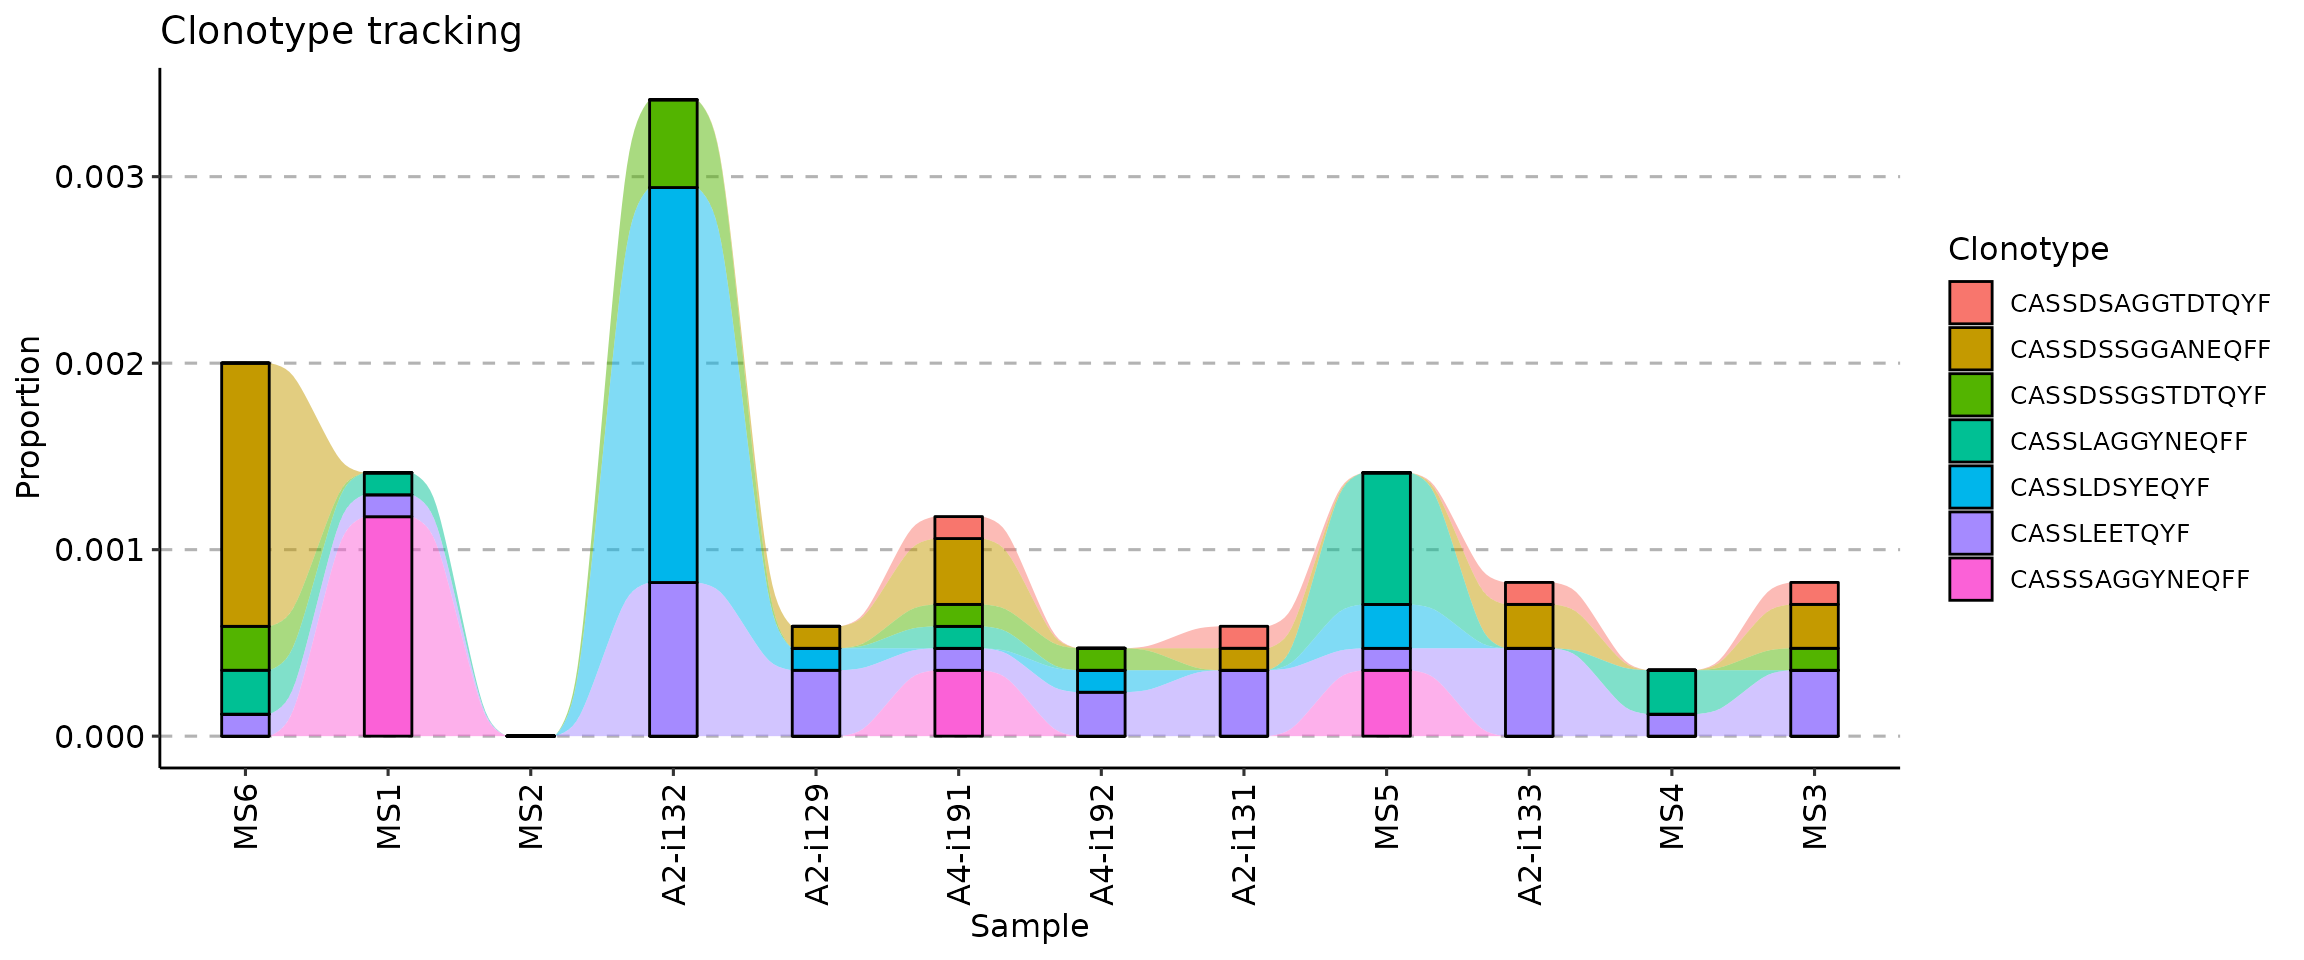 Clonotype tracking
Proportion
0.003
0.002
0.001
0.000
MS6
MS1
MS2
A2-i132
A2-i129
A4-i191
A4-i192
A2-i131
MS5
A2-i133
MS4
MS3
Sample
Clonotype
CASSDSAGGTDTQYF
CASSDSSGGANEQFF
CASSDSSGSTDTQYF
CASSLAGGYNEQFF
CASSLDSYEQYF
CASSLEETQYF
CASSSAGGYNEQFF